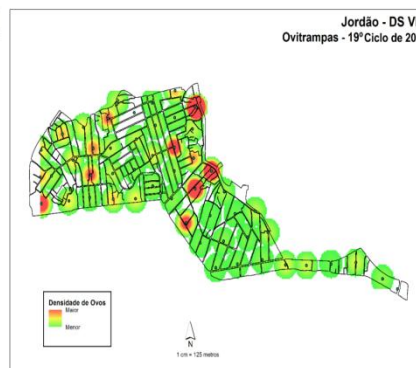 Jordão - DS V
Ovitrampas - 19º Ciclo de 20
Densidade de Ovos
Maior
Menor
N
1 cm = 125 metros